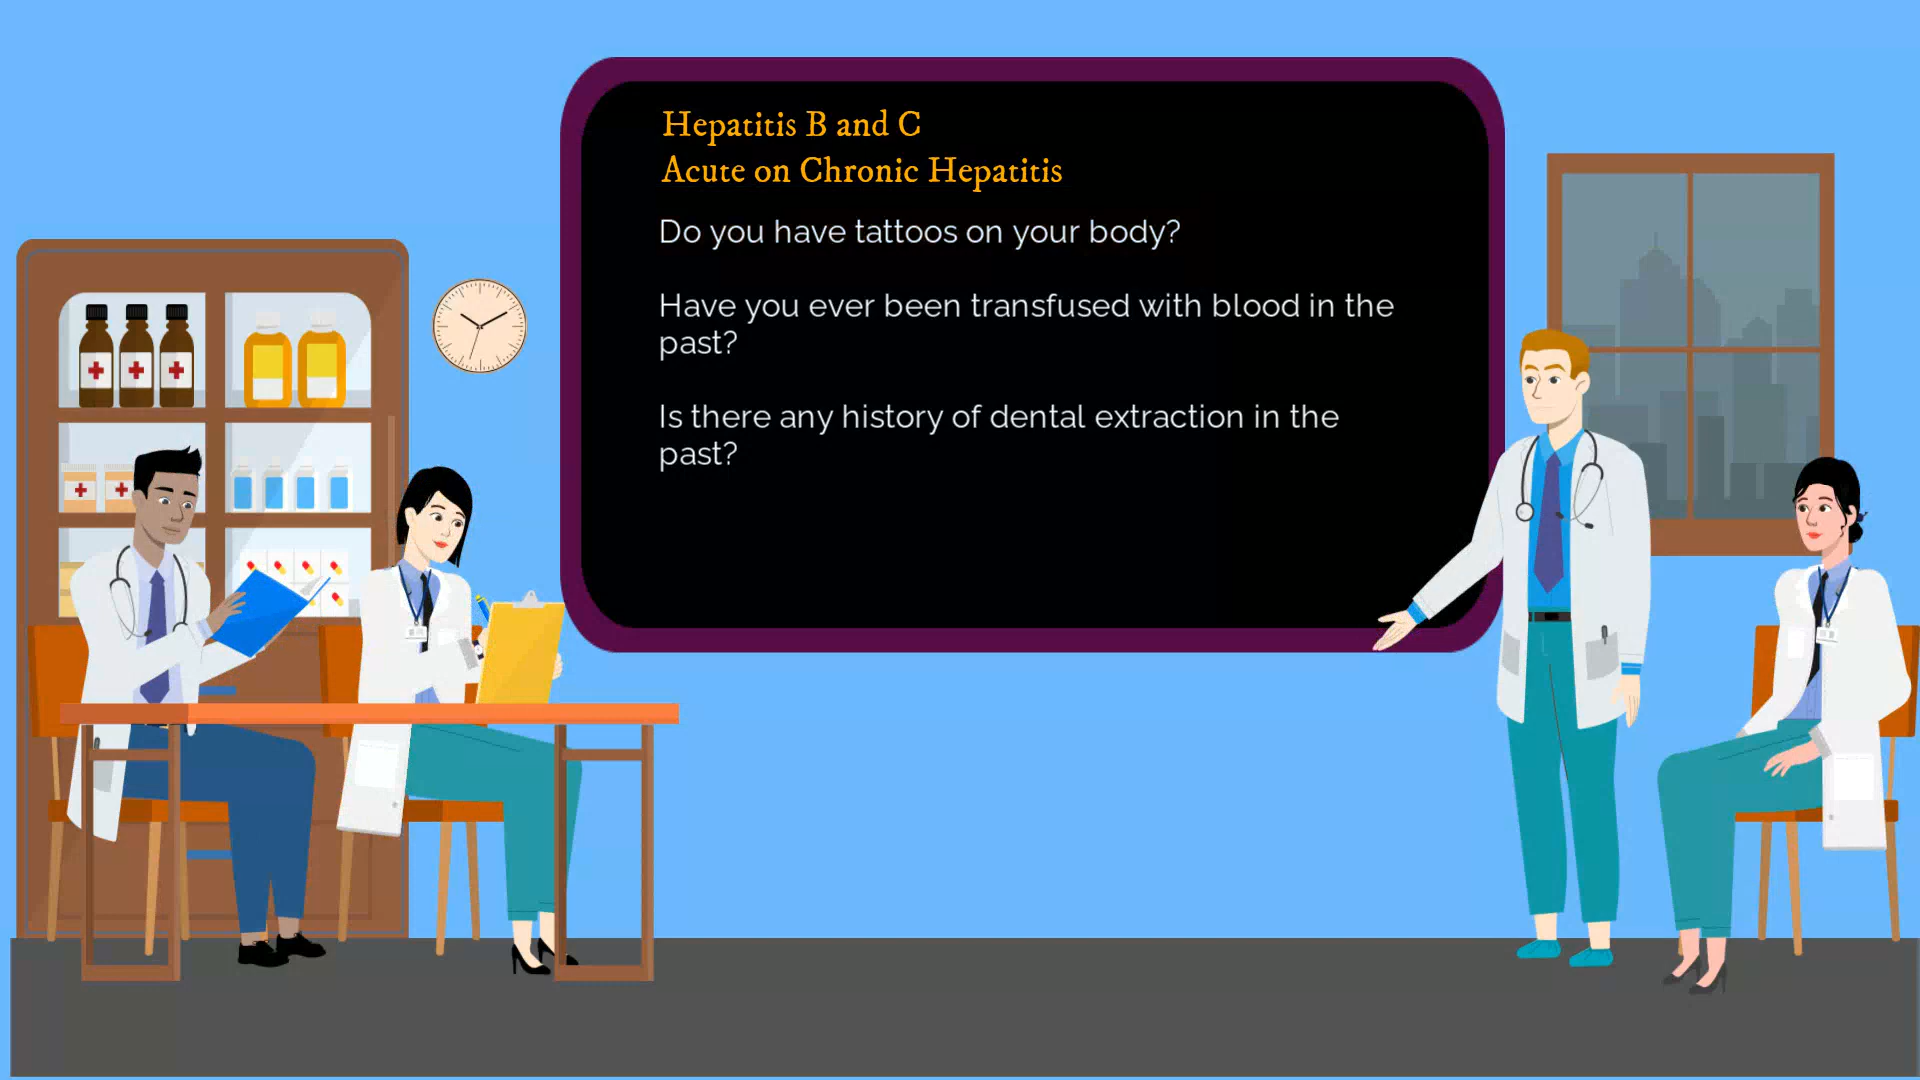 Hepatitis B and C
Acute on Chronic Hepatitis
Do you have tattoos on your body?
Have you ever been transfused with blood in the
past?
Is there any history of dental extraction in the
past?